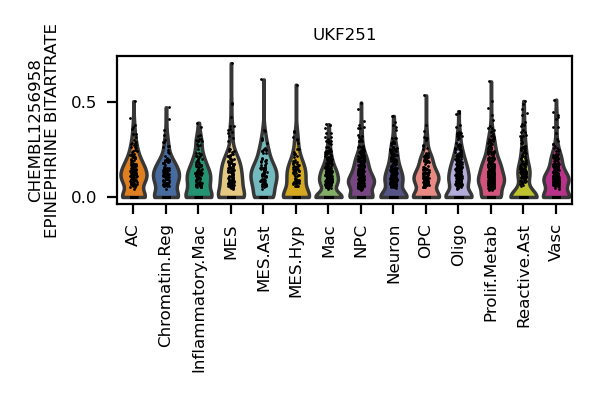 UKF251
CHEMBL1256958
EPINEPHRINE BITARTRATE
0.5
0.0
AC
Chromatin.Reg
Inflammatory.Mac
MES
MES.Ast
MES.Hyp
Mac
NPC
Neuron
OPC
Oligo
Prolif.Metab
Reactive.Ast
Vasc